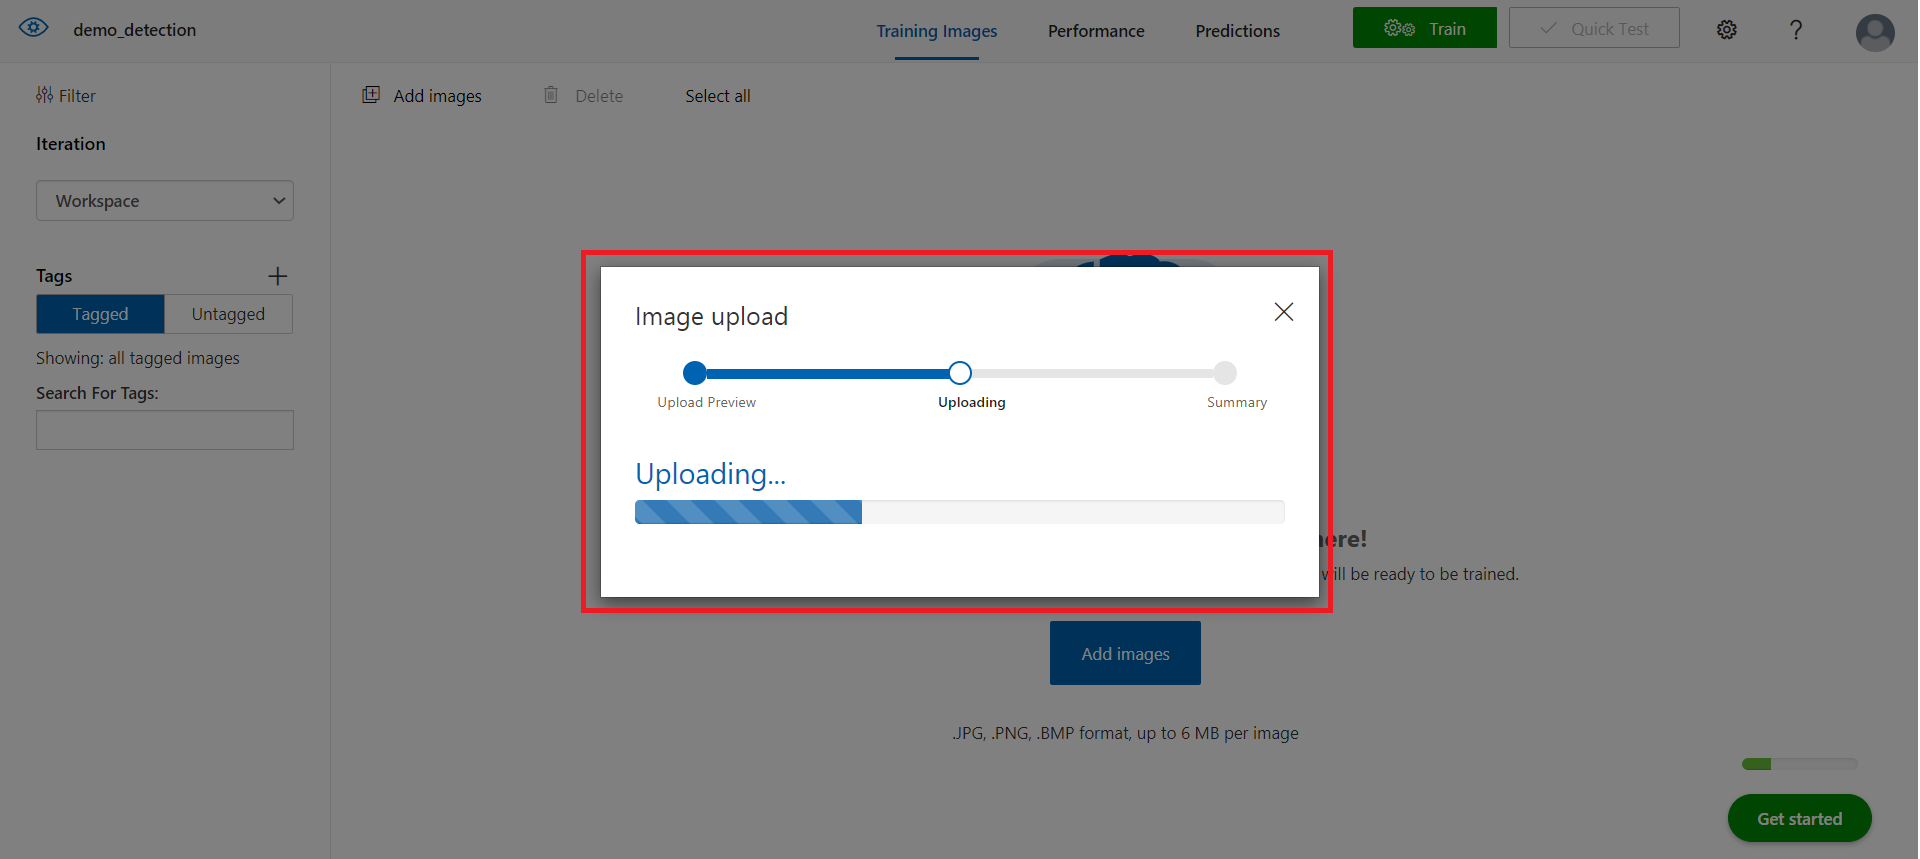 demo_detection
Training Images
Performance
Predictions
Train
Quick Test
?
Filter
Add images
Delete
Select all
Iteration
Workspace
Tags
Tagged
Untagged
Showing: all tagged images
Search For Tags:
Image upload
Upload Preview
Uploading
Summary
Uploading...
ere!
will be ready to be trained.
Add images
.JPG, .PNG, .BMP format, up to 6 MB per image
Get started